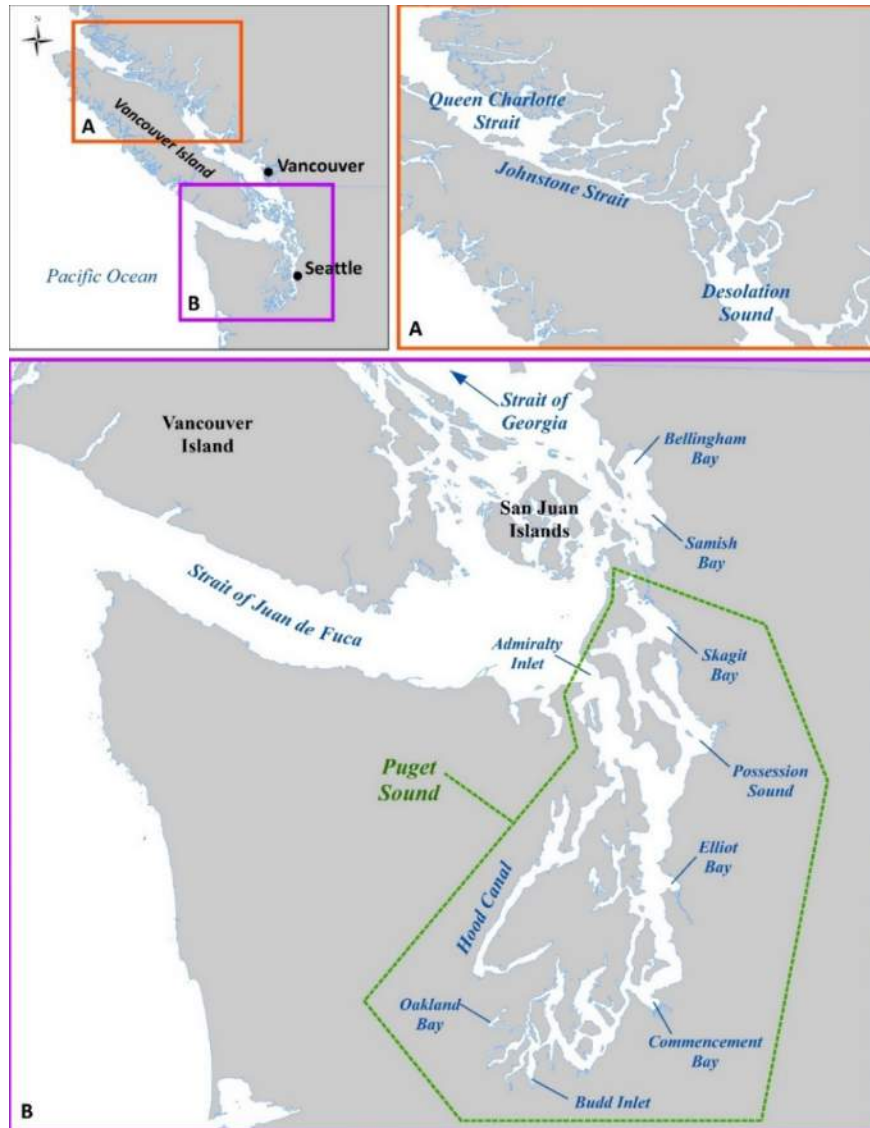 N
A
Vancouver Island
Vancouver
Pacific Ocean
Seattle
B
Queen Charlotte
Strait
Johnstone Strait
Desolation
Sound
A
Vancouver
Island
Strait of
Georgia
Bellingham
Bay
San Juan
Islands
Samish
Bay
Strait of Juan de Fuca
Admiralty
Inlet
Skagit
Bay
Puget
Sound
Possession
Sound
Elliot
Bay
Hood Canal
Oakland
Bay
Commencement
Bay
Budd Inlet
B